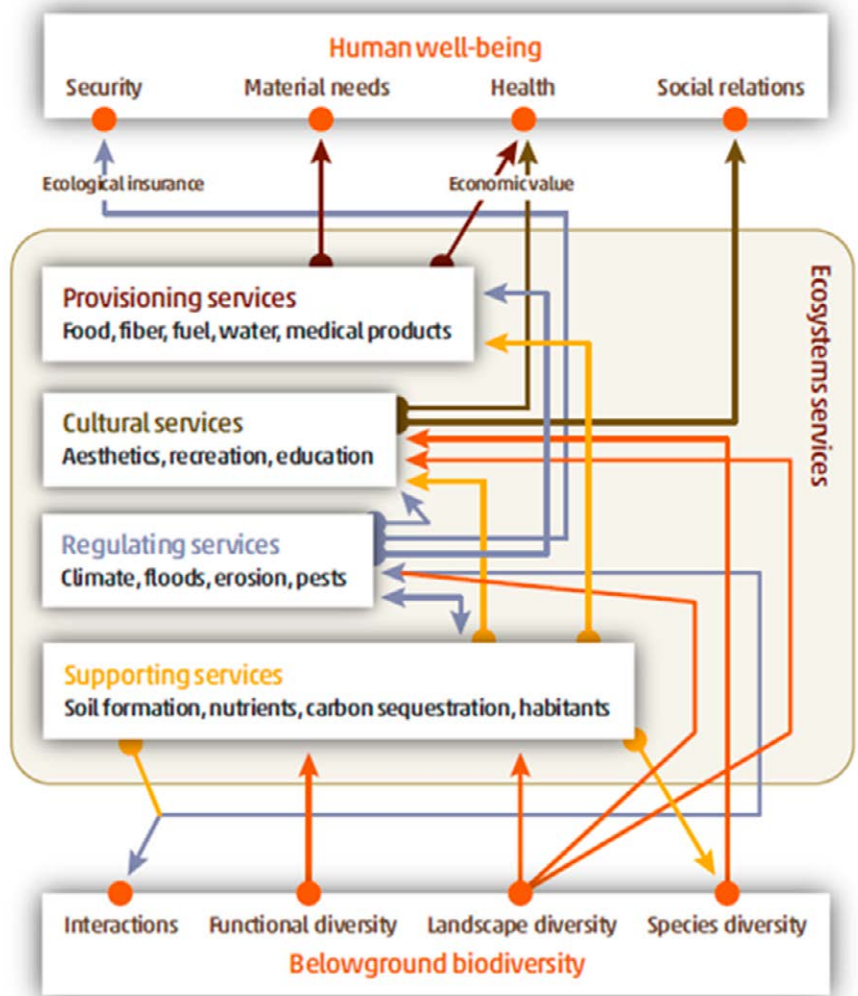 Human well-being
Security
Material needs
Health
Social relations
Ecological insurance
Economic value
Ecosystems services
Provisioning services
Food, fiber, fuel, water, medical products
Cultural services
Aesthetics, recreation, education
Regulating services
Climate, floods, erosion, pests
Supporting services
Soil formation, nutrients, carbon sequestration, habitants
Interactions
Functional diversity
Landscape diversity
Species diversity
Belowground biodiversity